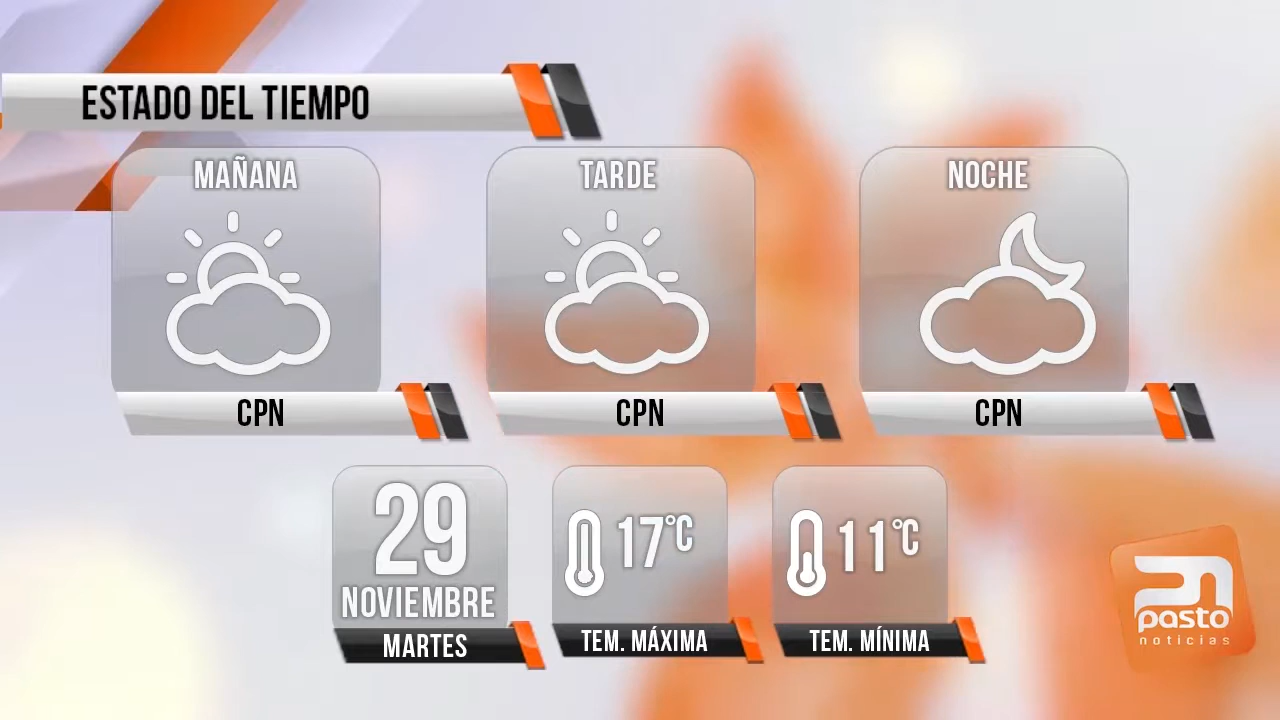 ESTADO DEL TIEMPO
MAÑANA
TARDE
NOCHE
CPN
CPN
CPN
29
NOVIEMBRE
MARTES
17°C
TEM. MÁXIMA
11°C
TEM. MÍNIMA
pasto
noticias